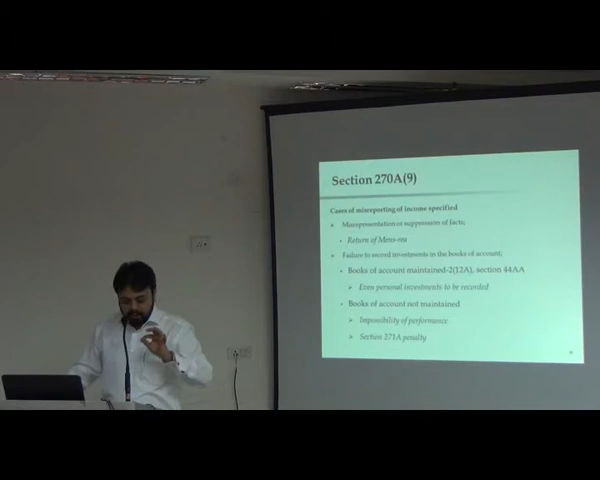 Section 270A(9)
Cases of misreporting of income specified
Misrepresentation or suppression of facts;
Return of Mens-rea
Failure to record investments in the books of account;
Books of account maintained-2(12A), section 44AA
Even personal investments to be recorded
Books of account not maintained
Impossibility of performance
Section 271A penalty